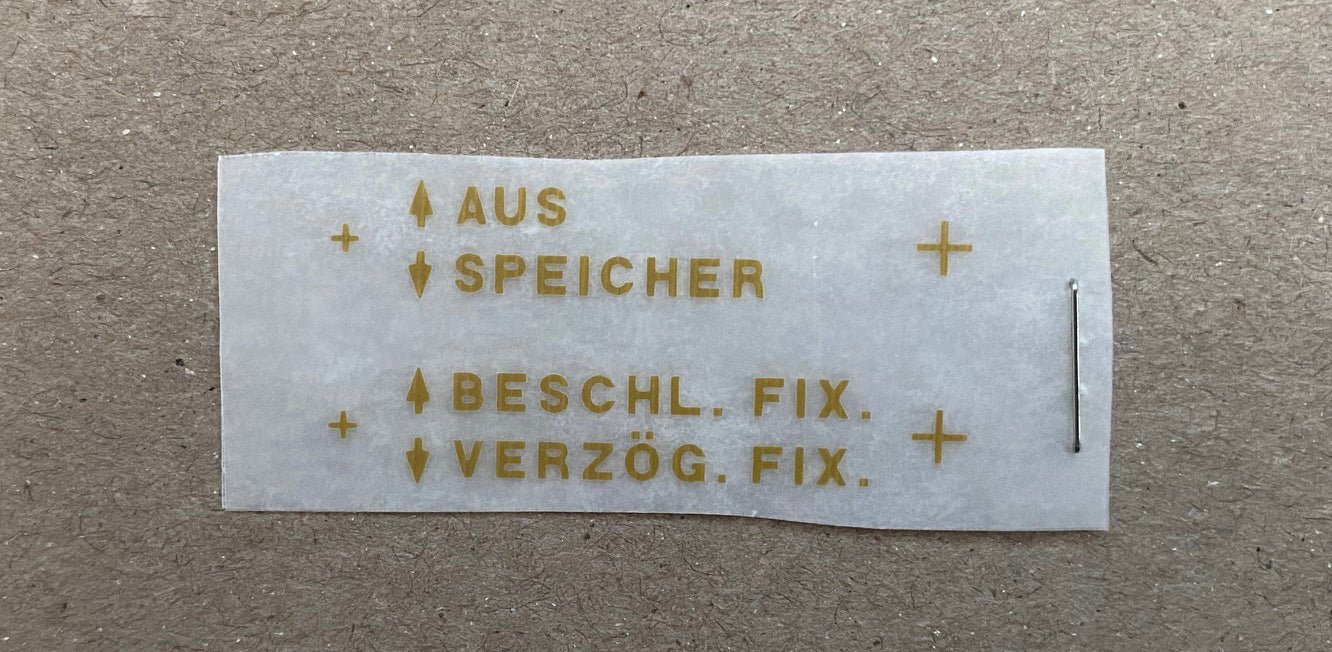 AUS
SPEICHER
BESCHL. FIX.
VERZÖG. FIX.